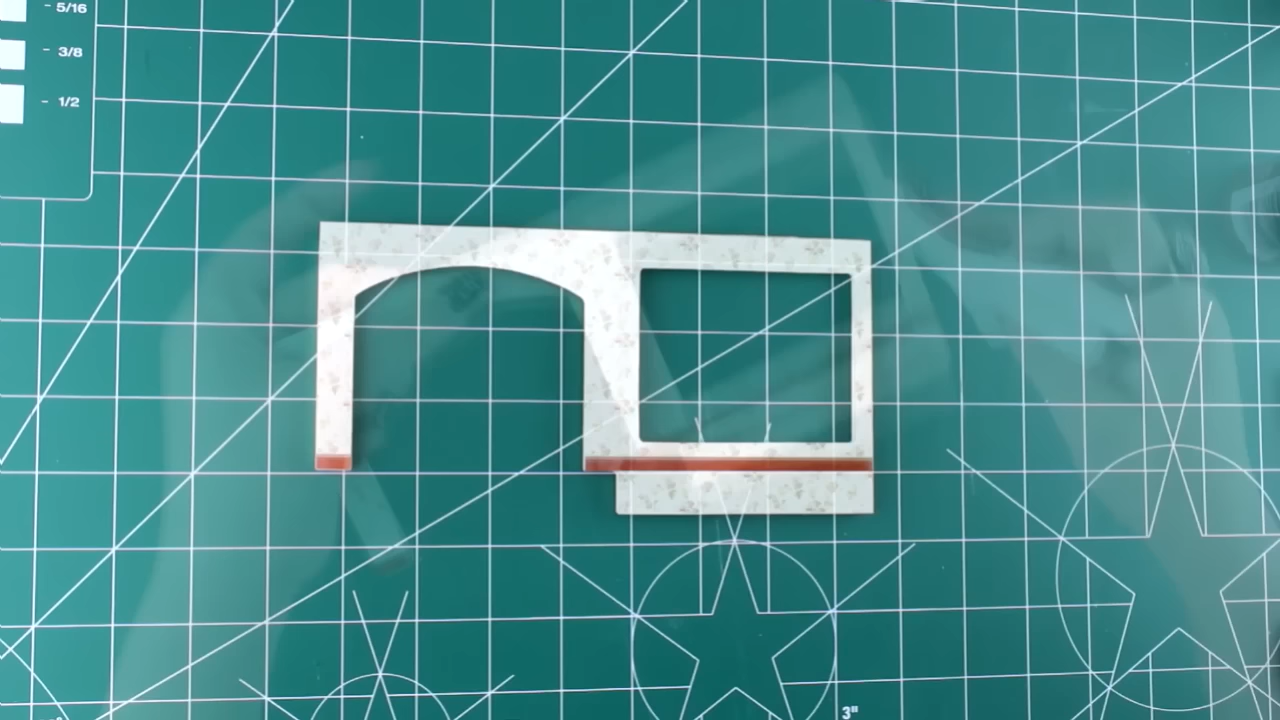 - 5/16
- 3/8
- 1/2
3"